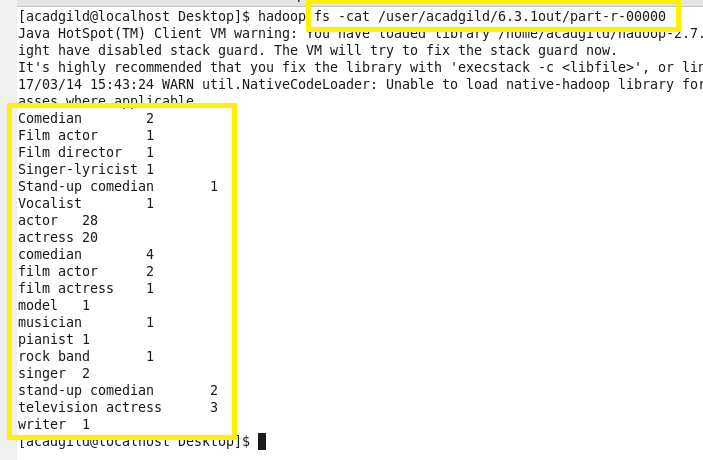 [acadgild@localhost Desktop]$ hadoop fs -cat /user/acadgild/6.3.1out/part-r-00000
Java HotSpot(TM) Client VM warning: You have loaded library /home/acadgild/hadoop-2.7.
ight have disabled stack guard. The VM will try to fix the stack guard now.
It's highly recommended that you fix the library with 'execstack -c <libfile>', or lin
17/03/14 15:43:24 WARN util.NativeCodeLoader: Unable to load native-hadoop library for
asses where applicable
Comedian 2
Film actor 1
Film director 1
Singer-lyricist 1
Stand-up comedian 1
Vocalist 1
actor 28
actress 20
comedian 4
film actor 2
film actress 1
model 1
musician 1
pianist 1
rock band 1
singer 2
stand-up comedian 2
television actress 3
writer 1
[acadgild@localhost Desktop]$